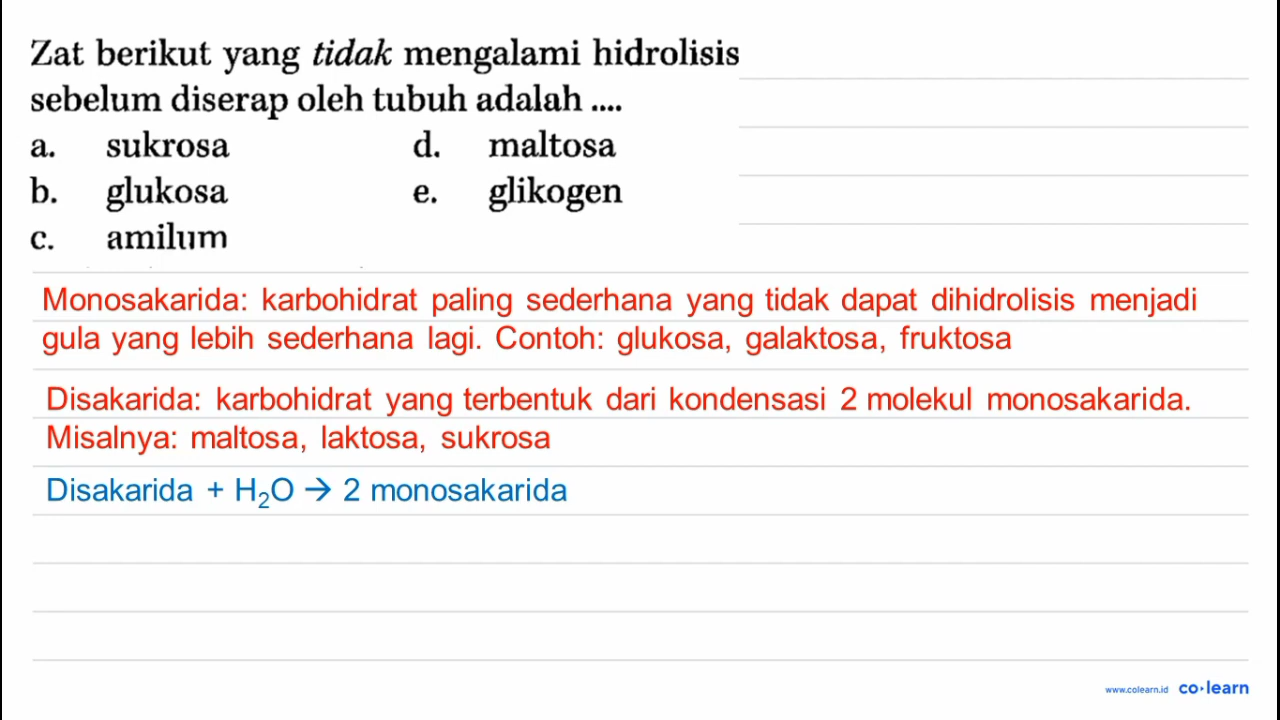 Zat berikut yang tidak mengalami hidrolisis
sebelum diserap oleh tubuh adalah ....
a. sukrosa d. maltosa
b. glukosa e. glikogen
c. amilum
Monosakarida: karbohidrat paling sederhana yang tidak dapat dihidrolisis menjadi
gula yang lebih sederhana lagi. Contoh: glukosa, galaktosa, fruktosa
Disakarida: karbohidrat yang terbentuk dari kondensasi 2 molekul monosakarida.
Misalnya: maltosa, laktosa, sukrosa
Disakarida + H₂O → 2 monosakarida
www.colearn.id co·learn